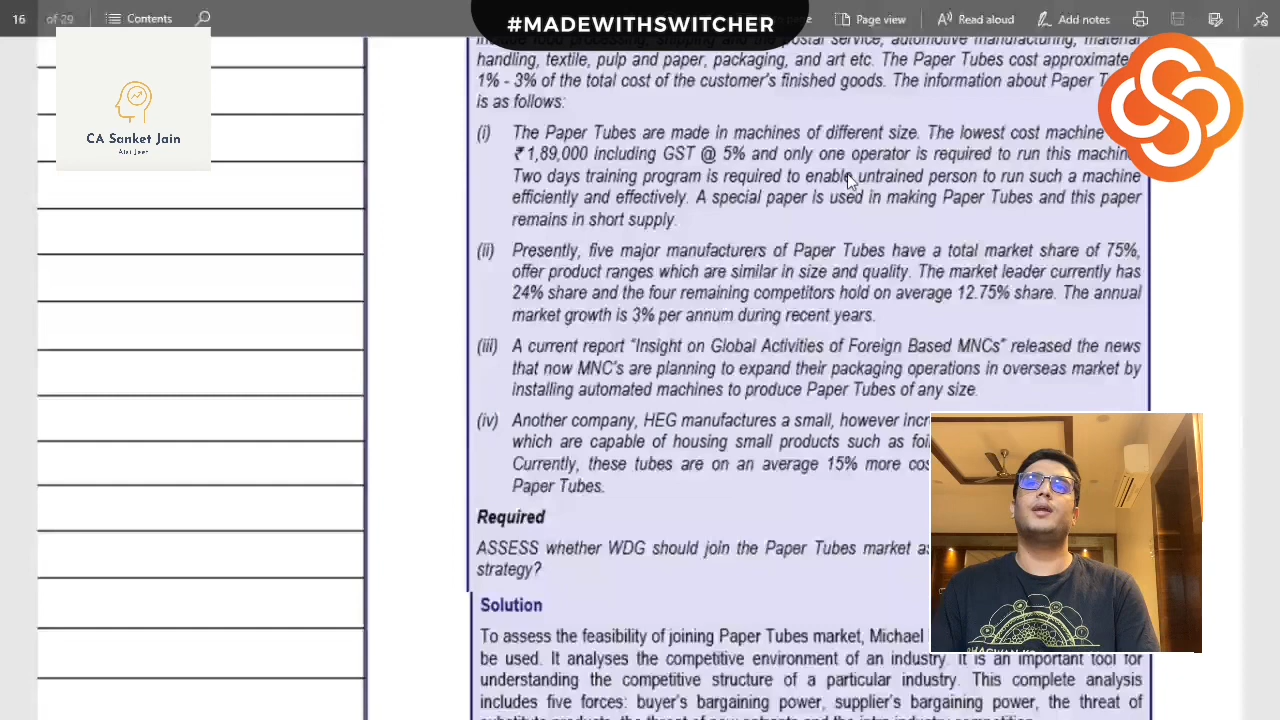 16 of 29 Contents
#MADEWITHSWITCHER
Page view Read aloud Add notes
CA Sanket Jain
postal service, automotive manufacturing, material
handling, textile, pulp and paper, packaging, and art etc. The Paper Tubes cost
1% - 3% of the total cost of the customer's finished goods. The information about Paper
is as follows:
(i) The Paper Tubes are made in machines of different size. The lowest cost machine
₹ 1,89,000 including GST @ 5% and only one operator is required to run this
Two days training program is required to enable untrained person to run such a machine
efficiently and effectively. A special paper is used in making Paper Tubes and this paper
remains in short supply.
(ii) Presently, five major manufacturers of Paper Tubes have a total market share of 75%,
offer product ranges which are similar in size and quality. The market leader currently has
24% share and the four remaining competitors hold on average 12.75% share. The annual
market growth is 3% per annum during recent years.
(iii) A current report "Insight on Global Activities of Foreign Based MNCs" released the news
that now MNC's are planning to expand their packaging operations in overseas market by
installing automated machines to produce Paper Tubes of any size.
(iv) Another company, HEG manufactures a small, however
which are capable of housing small products such as
Currently, these tubes are on an average 15% more
Paper Tubes.
Required
ASSESS whether WDG should join the Paper Tubes market
strategy?
Solution
To assess the feasibility of joining Paper Tubes market, Michael
be used. It analyses the competitive environment of an industry. It is an important tool for
understanding the competitive structure of a particular industry. This complete analysis
includes five forces: buyer's bargaining power, supplier's bargaining power, the threat of